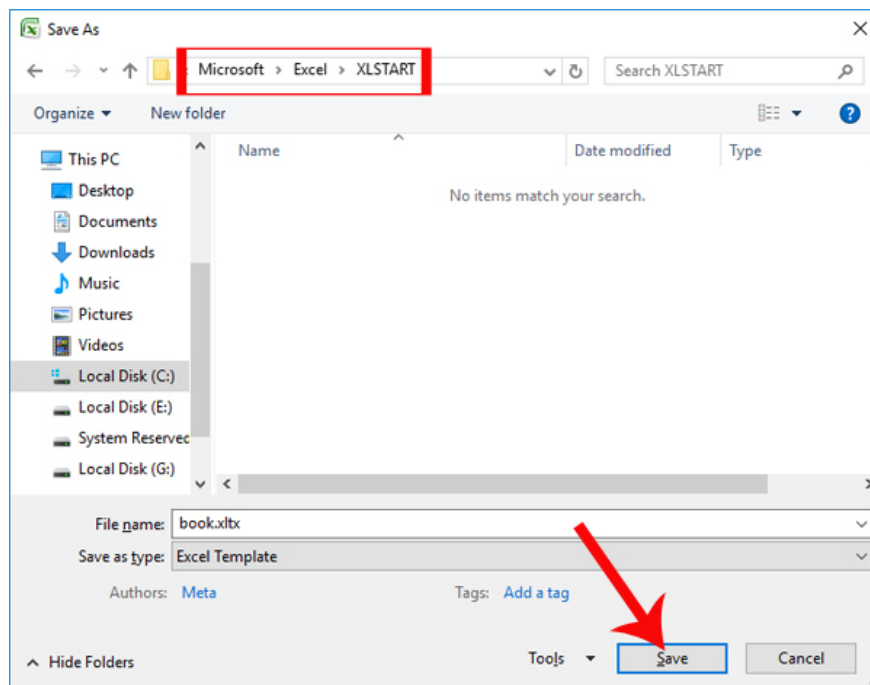 Save As
Microsoft › Excel › XLSTART
Search XLSTART
Organize
New folder
?
Name
Date modified
Type
No items match your search.
This PC
Desktop
Documents
Downloads
Music
Pictures
Videos
Local Disk (C:)
Local Disk (E:)
System Reserved
Local Disk (G:)
File name: book.xltx
Save as type: Excel Template
Authors: Meta
Tags: Add a tag
Hide Folders
Tools
Save
Cancel